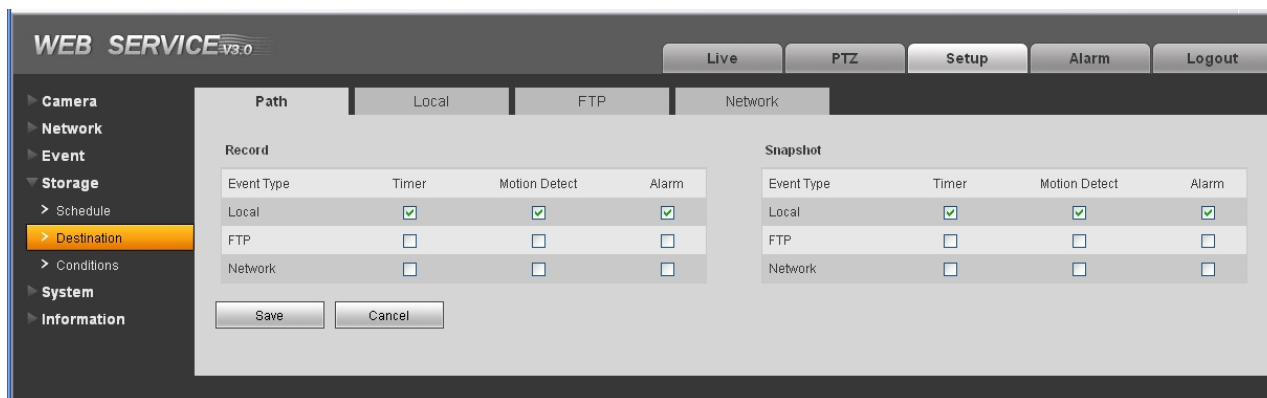 WEB SERVICE V3.0
Live PTZ Setup Alarm Logout
Camera
Network
Event
Storage
> Schedule
> Destination
> Conditions
System
Information
Path Local FTP Network
Record
Event Type Timer Motion Detect Alarm
Local
FTP
Network
Save Cancel
Snapshot
Event Type Timer Motion Detect Alarm
Local
FTP
Network